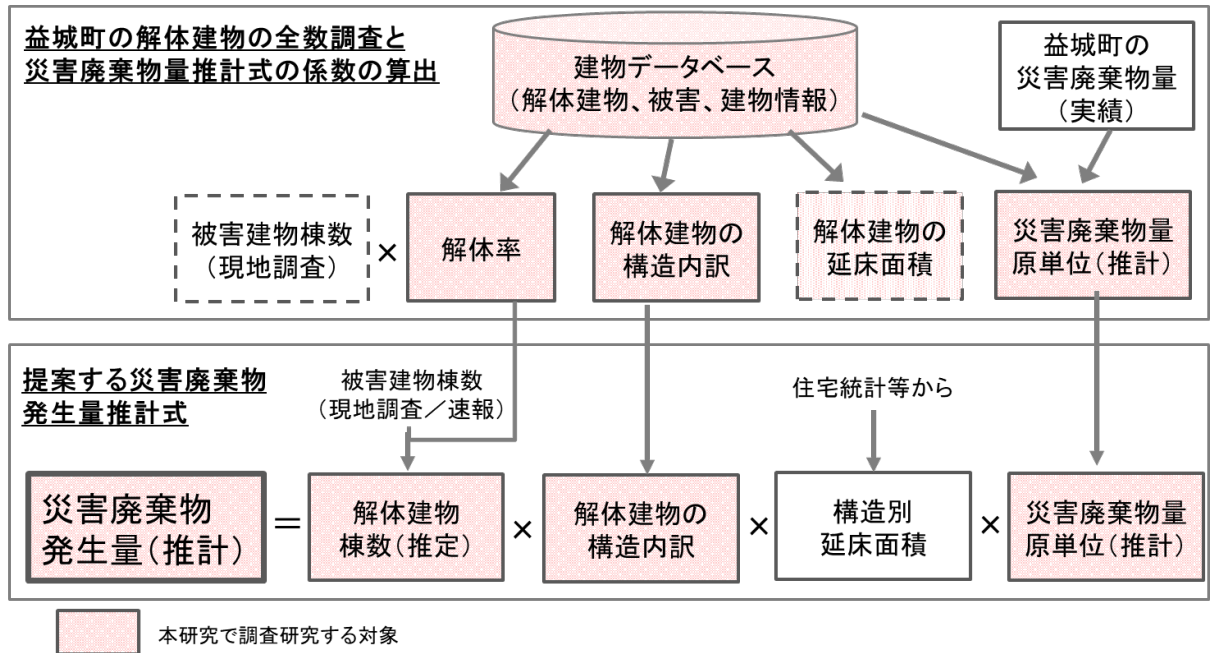 益城町の解体建物の全数調査と
災害廃棄物量推計式の係数の算出
建物データベース
（解体建物、被害、建物情報）
益城町の
災害廃棄物量
（実績）
被害建物棟数
（現地調査）
×
解体率
解体建物の
構造内訳
解体建物の
延床面積
災害廃棄物量
原単位（推計）
提案する災害廃棄物
発生量推計式
被害建物棟数
（現地調査／速報）
住宅統計等から
災害廃棄物
発生量（推計）
＝
解体建物
棟数（推定）
×
解体建物の
構造内訳
×
構造別
延床面積
×
災害廃棄物量
原単位（推計）
本研究で調査研究する対象